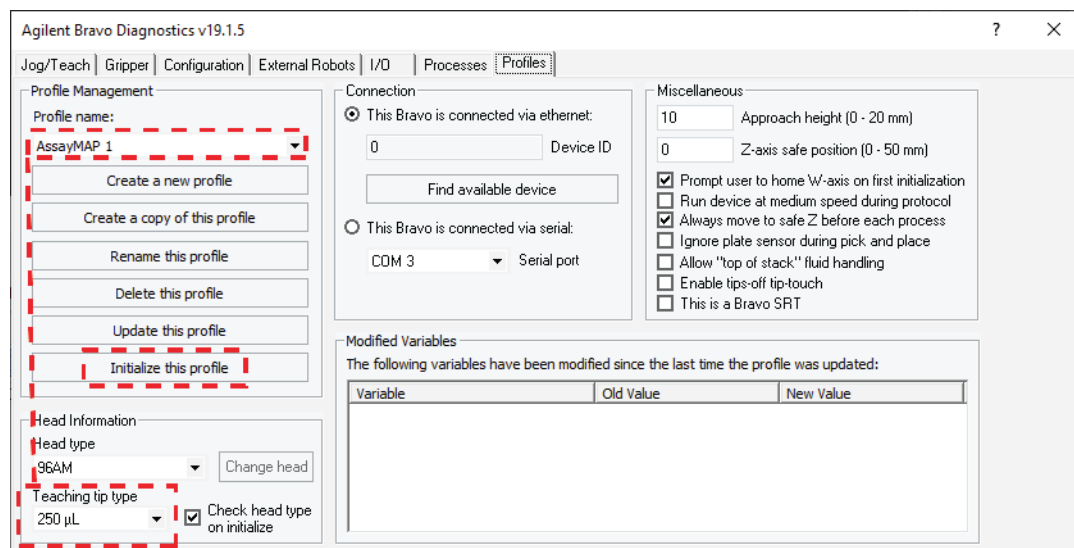 Agilent Bravo Diagnostics v19.1.5
?
Jog/Teach Gripper Configuration External Robots I/O Processes Profiles
Profile Management
Profile name:
AssayMAP 1
Create a new profile
Create a copy of this profile
Rename this profile
Delete this profile
Update this profile
Initialize this profile
Head Information
Head type
96AM
Change head
Teaching tip type
250 µL
Check head type
on initialize
Connection
This Bravo is connected via ethernet:
0 Device ID
Find available device
This Bravo is connected via serial:
COM 3 Serial port
Miscellaneous
10 Approach height (0 - 20 mm)
0 Z-axis safe position (0 - 50 mm)
Prompt user to home W-axis on first initialization
Run device at medium speed during protocol
Always move to safe Z before each process
Ignore plate sensor during pick and place
Allow "top of stack" fluid handling
Enable tips-off tip-touch
This is a Bravo SRT
Modified Variables
The following variables have been modified since the last time the profile was updated:
Variable Old Value New Value